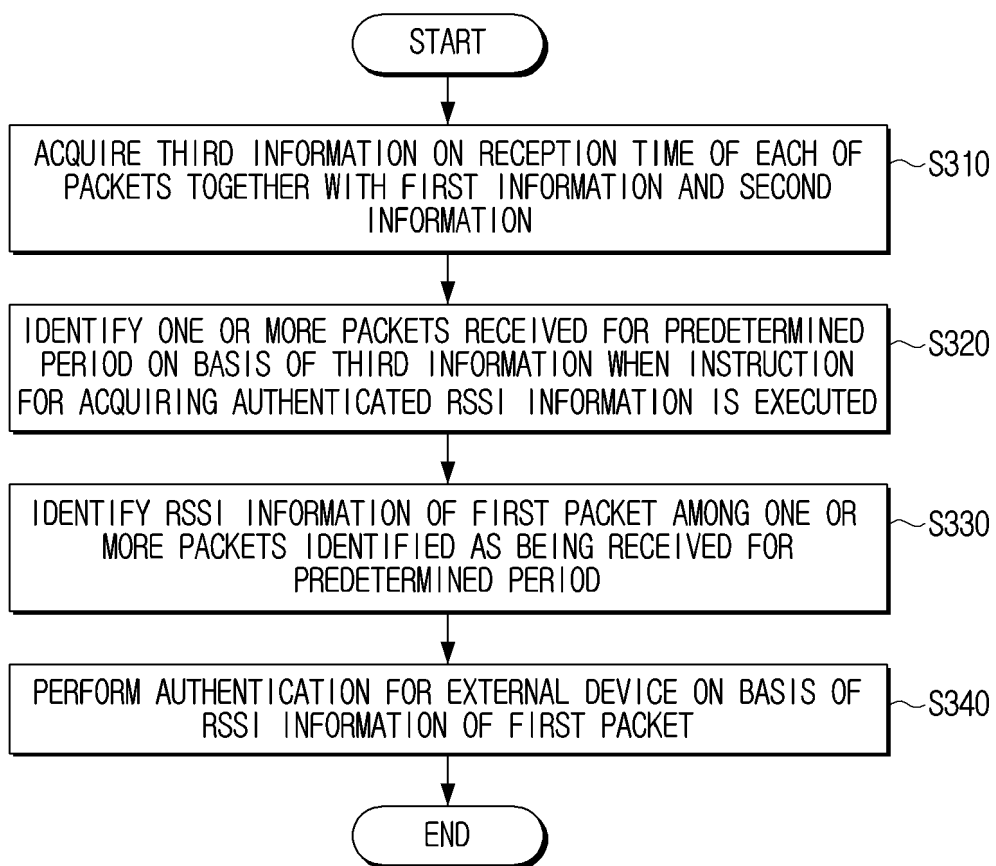 START
ACQUIRE THIRD INFORMATION ON RECEPTION TIME OF EACH OF
PACKETS TOGETHER WITH FIRST INFORMATION AND SECOND
INFORMATION
S310
IDENTIFY ONE OR MORE PACKETS RECEIVED FOR PREDETERMINED
PERIOD ON BASIS OF THIRD INFORMATION WHEN INSTRUCTION
FOR ACQUIRING AUTHENTICATED RSSI INFORMATION IS EXECUTED
S320
IDENTIFY RSSI INFORMATION OF FIRST PACKET AMONG ONE OR
MORE PACKETS IDENTIFIED AS BEING RECEIVED FOR
PREDETERMINED PERIOD
S330
PERFORM AUTHENTICATION FOR EXTERNAL DEVICE ON BASIS OF
RSSI INFORMATION OF FIRST PACKET
S340
END